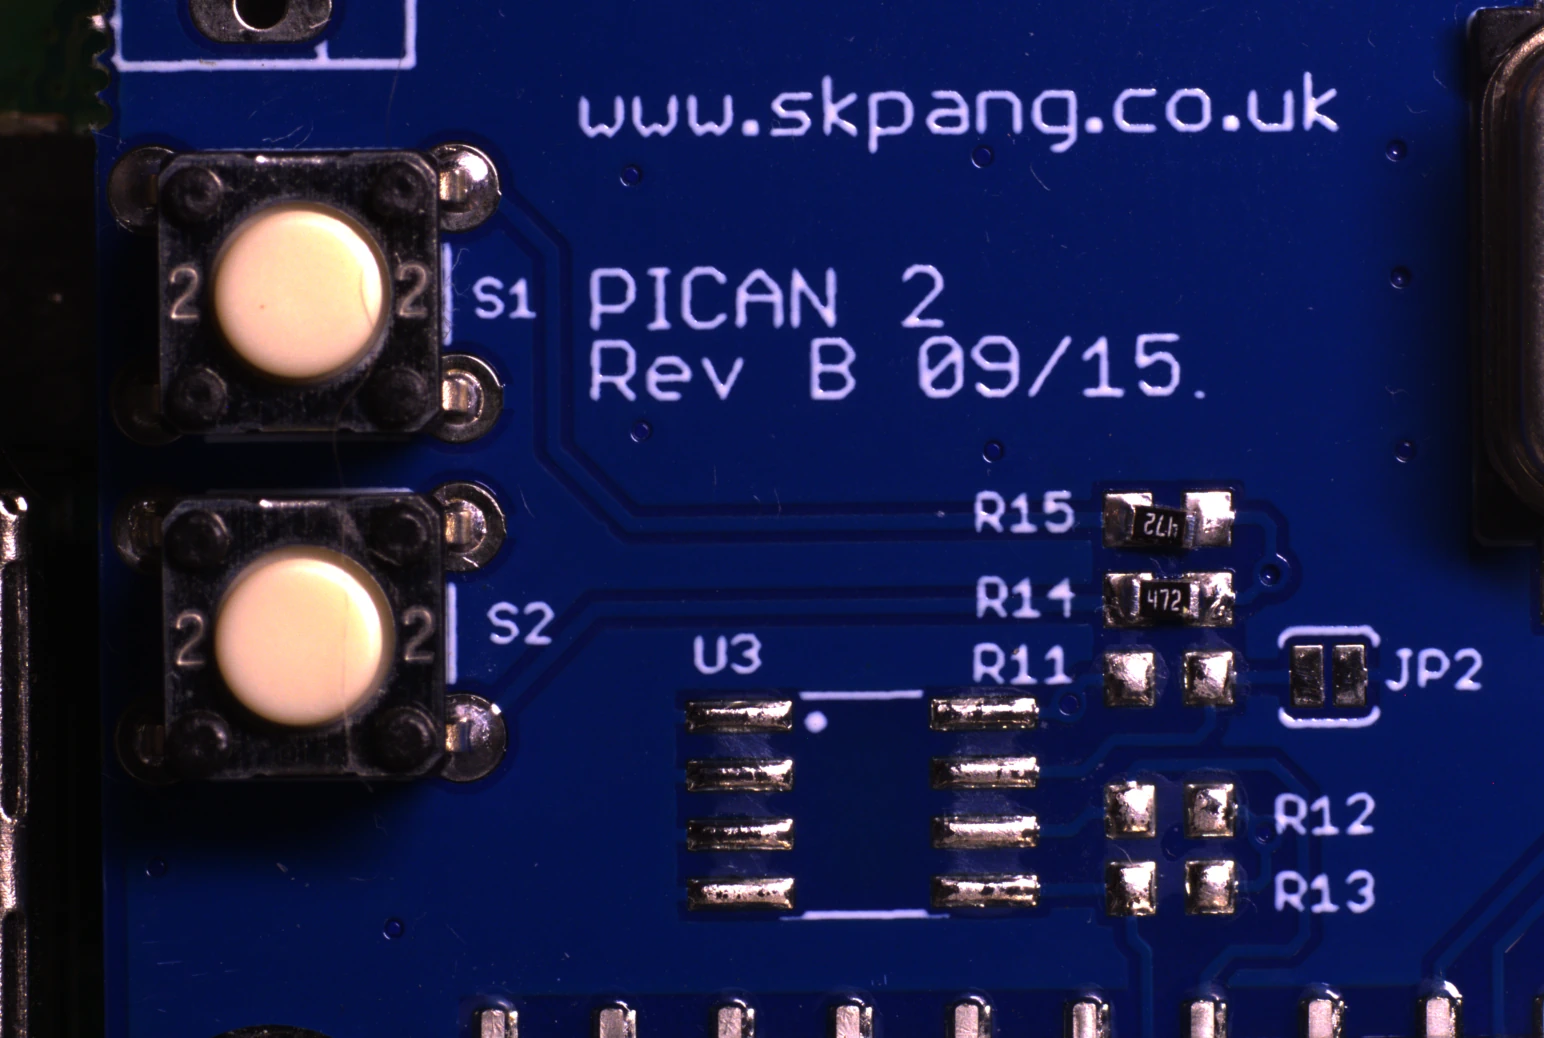 www.skpang.co.uk
2 2 S1
PICAN 2
Rev B 09/15.
R15 472
R14 472
2 2 S2
U3
R11
JP2
R12
R13